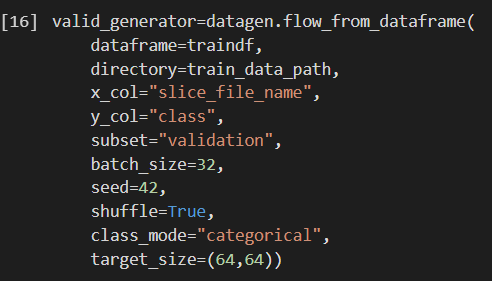 [16] valid_generator=datagen.flow_from_dataframe(
dataframe=traindf,
directory=train_data_path,
x_col="slice_file_name",
y_col="class",
subset="validation",
batch_size=32,
seed=42,
shuffle=True,
class_mode="categorical",
target_size=(64,64))